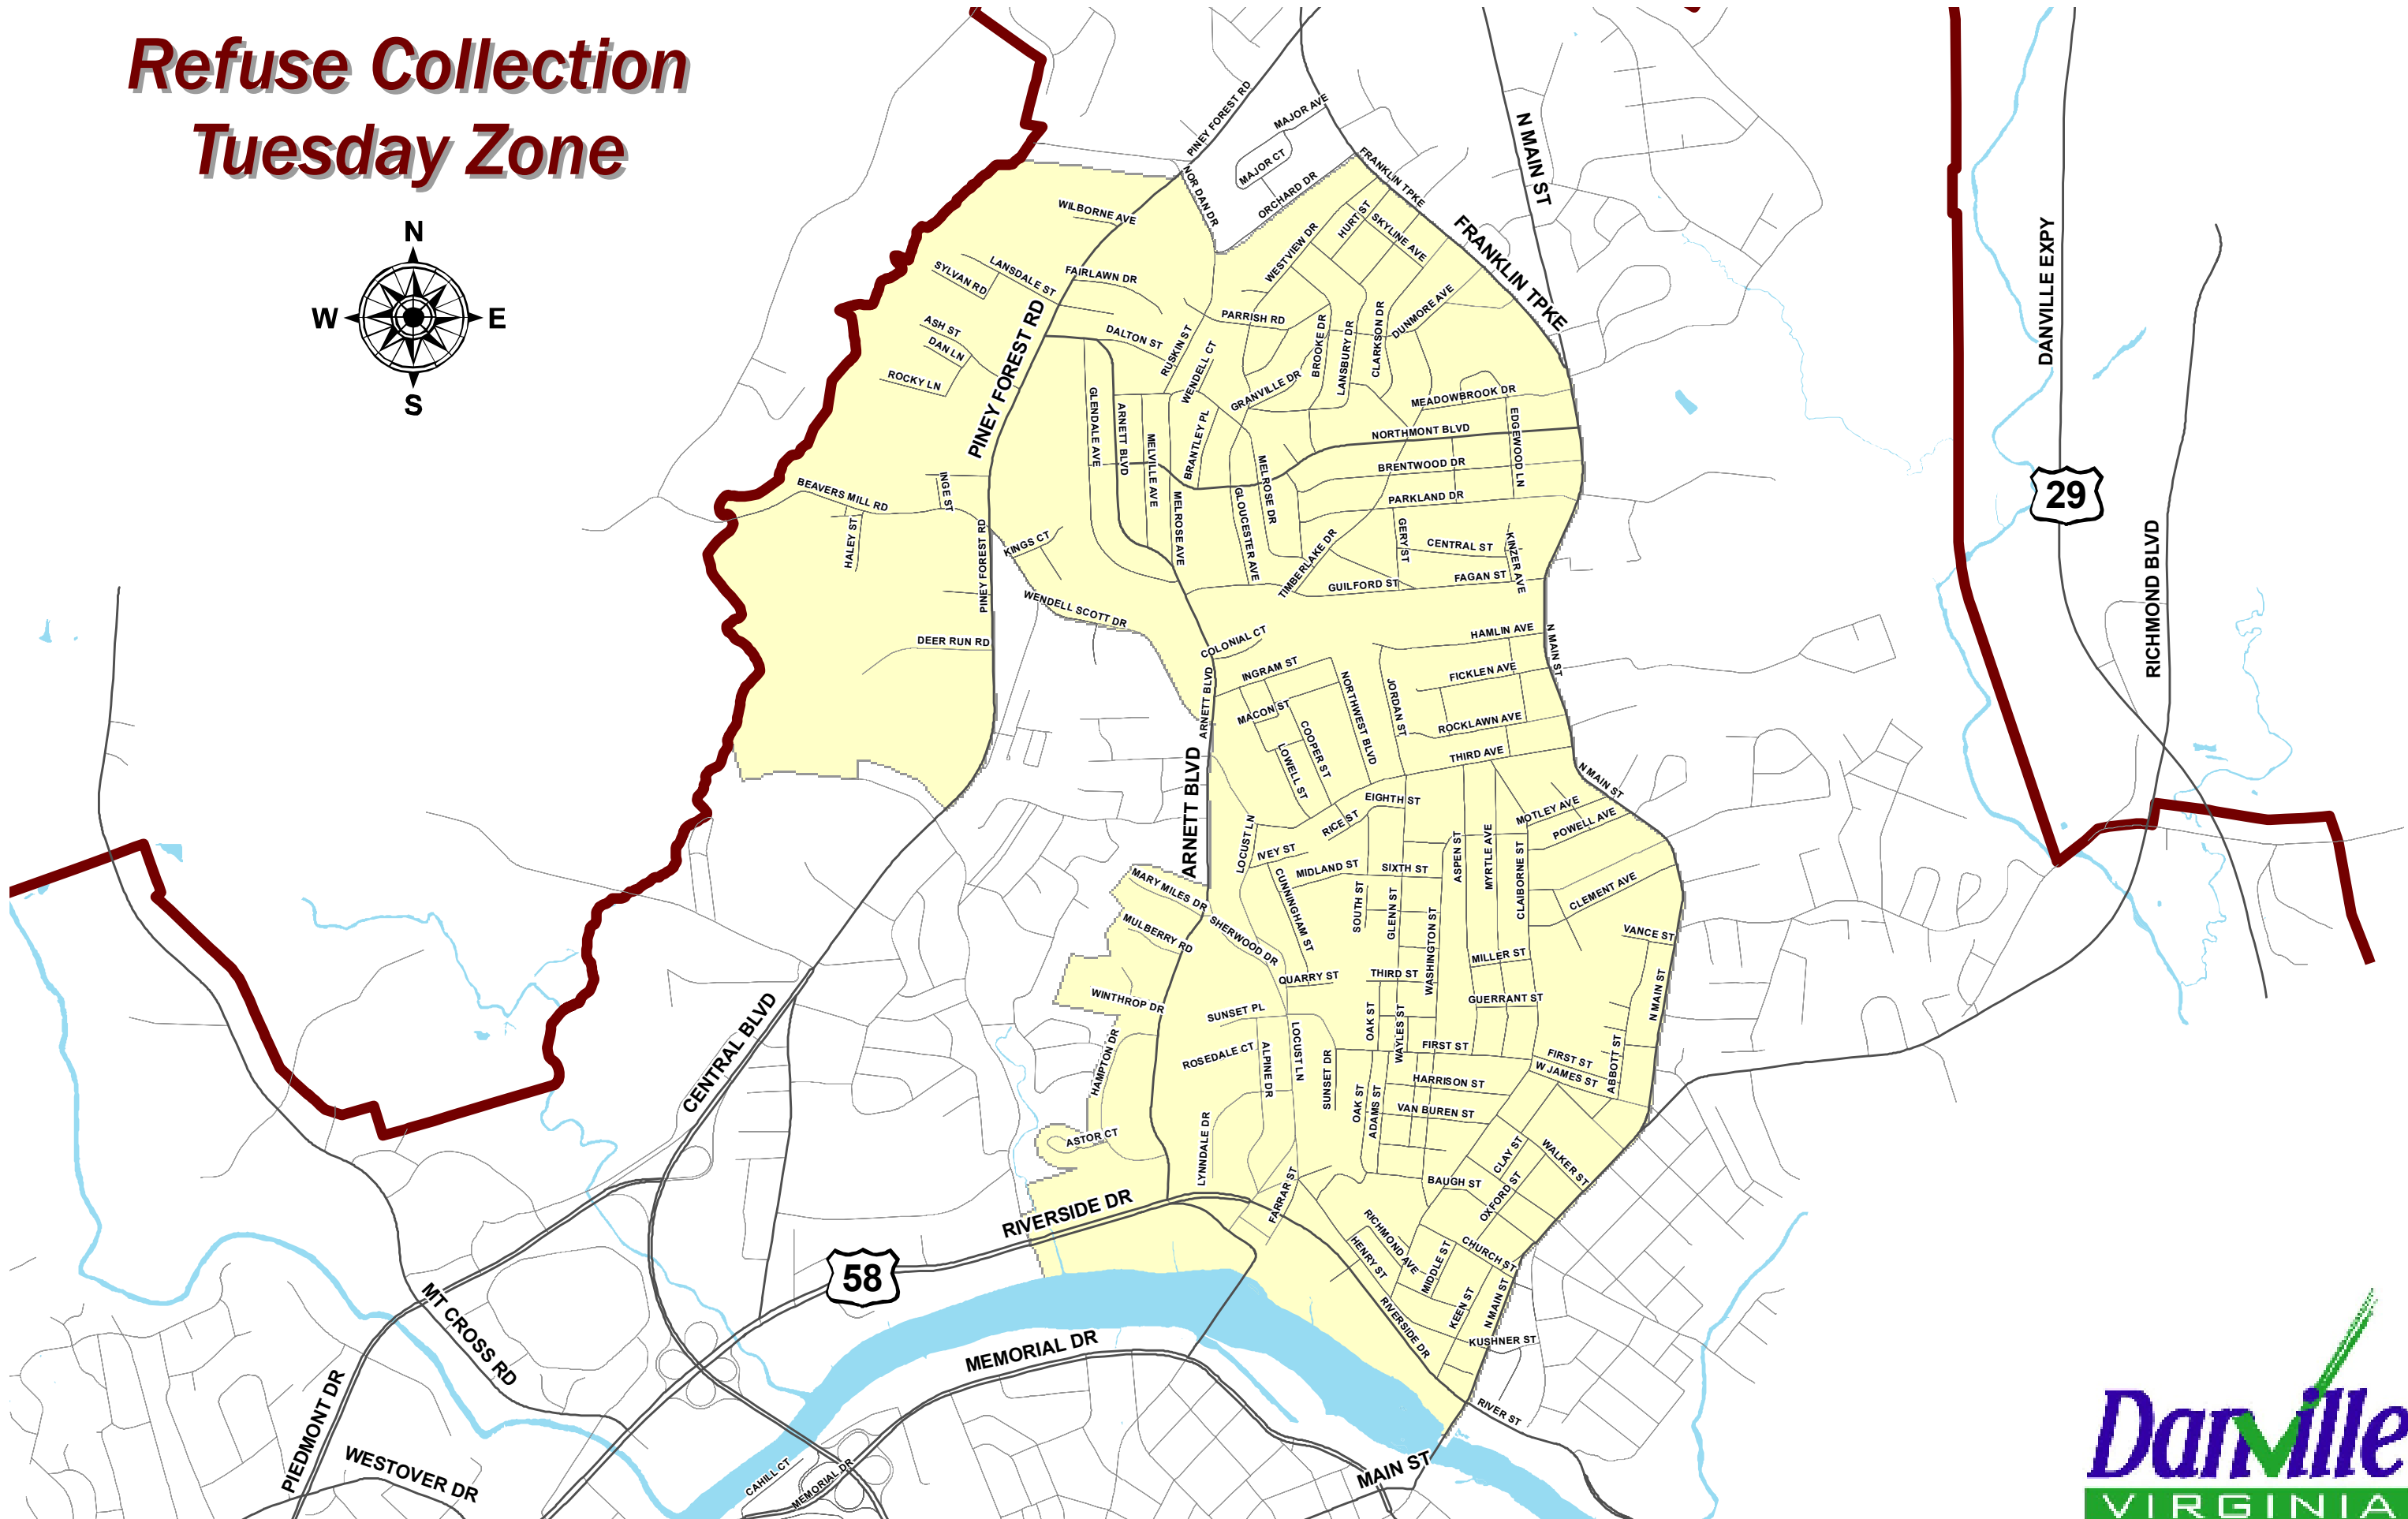 Refuse Collection
Tuesday Zone
N
W
E
S
PINEY FOREST RD
MAJOR AVE
MAJOR CT
ORCHARD DR
NOR DAN DR
FRANKLIN TPKE
N MAIN ST
FRANKLIN TPKE
WILBORNE AVE
HURT ST
SKYLINE AVE
WESTVIEW DR
SYLVAN RD
LANSDALE ST
FAIRLAWN DR
DANVILLE EXPY
ASH ST
DAN LN
ROCKY LN
PINEY FOREST RD
DALTON ST
RUSKIN ST
WENDELL CT
PARRISH RD
BROOKE DR
LANSBURY DR
CLARKSON DR
DUNMORE AVE
GRANVILLE DR
MEADOWBROOK DR
GLENDALE AVE
ARNETT BLVD
MELVILLE AVE
BRANTLEY PL
MELROSE AVE
GLOUCESTER AVE
MELROSE DR
NORTHMONT BLVD
EDGEWOOD LN
BRENTWOOD DR
PARKLAND DR
29
BEAVERS MILL RD
INGE ST
HALEY ST
PINEY FOREST RD
KINGS CT
WENDELL SCOTT DR
TIMBERLAKE DR
GERY ST
CENTRAL ST
KINZER AVE
GUILFORD ST
FAGAN ST
RICHMOND BLVD
DEER RUN RD
COLONIAL CT
HAMLIN AVE
N MAIN ST
INGRAM ST
ARNETT BLVD
MACON ST
COOPER ST
LOWELL ST
NORTHWEST BLVD
JORDAN ST
FICKLEN AVE
ROCKLAWN AVE
THIRD AVE
N MAIN ST
ARNETT BLVD
EIGHTH ST
RICE ST
MOTLEY AVE
POWELL AVE
LOCUST LN
IVEY ST
MIDLAND ST
SIXTH ST
ASPEN ST
MYRTLE AVE
CLAIBORNE ST
CLEMENT AVE
MARY MILES DR
MULBERRY RD
SHERWOOD DR
CUNNINGHAM ST
SOUTH ST
GLENN ST
WASHINGTON ST
VANCE ST
MILLER ST
QUARRY ST
THIRD ST
GUERRANT ST
N MAIN ST
WINTHROP DR
SUNSET PL
CENTRAL BLVD
HAMPTON DR
ROSEDALE CT
ALPINE DR
LOCUST LN
SUNSET DR
OAK ST
WAYLES ST
FIRST ST
FIRST ST
W JAMES ST
ABBOTT ST
HARRISON ST
OAK ST
ADAMS ST
VAN BUREN ST
ASTOR CT
LYNNDALE DR
CLAY ST
WALKER ST
BAUGH ST
OXFORD ST
RIVERSIDE DR
FARRAR ST
RICHMOND AVE
HENRY ST
MIDDLE ST
CHURCH ST
KEEN ST
N MAIN ST
58
MT CROSS RD
RIVERSIDE DR
KUSHNER ST
MEMORIAL DR
RIVER ST
PIEDMONT DR
WESTOVER DR
CAHILL CT
MEMORIAL DR
MAIN ST
Danville
VIRGINIA